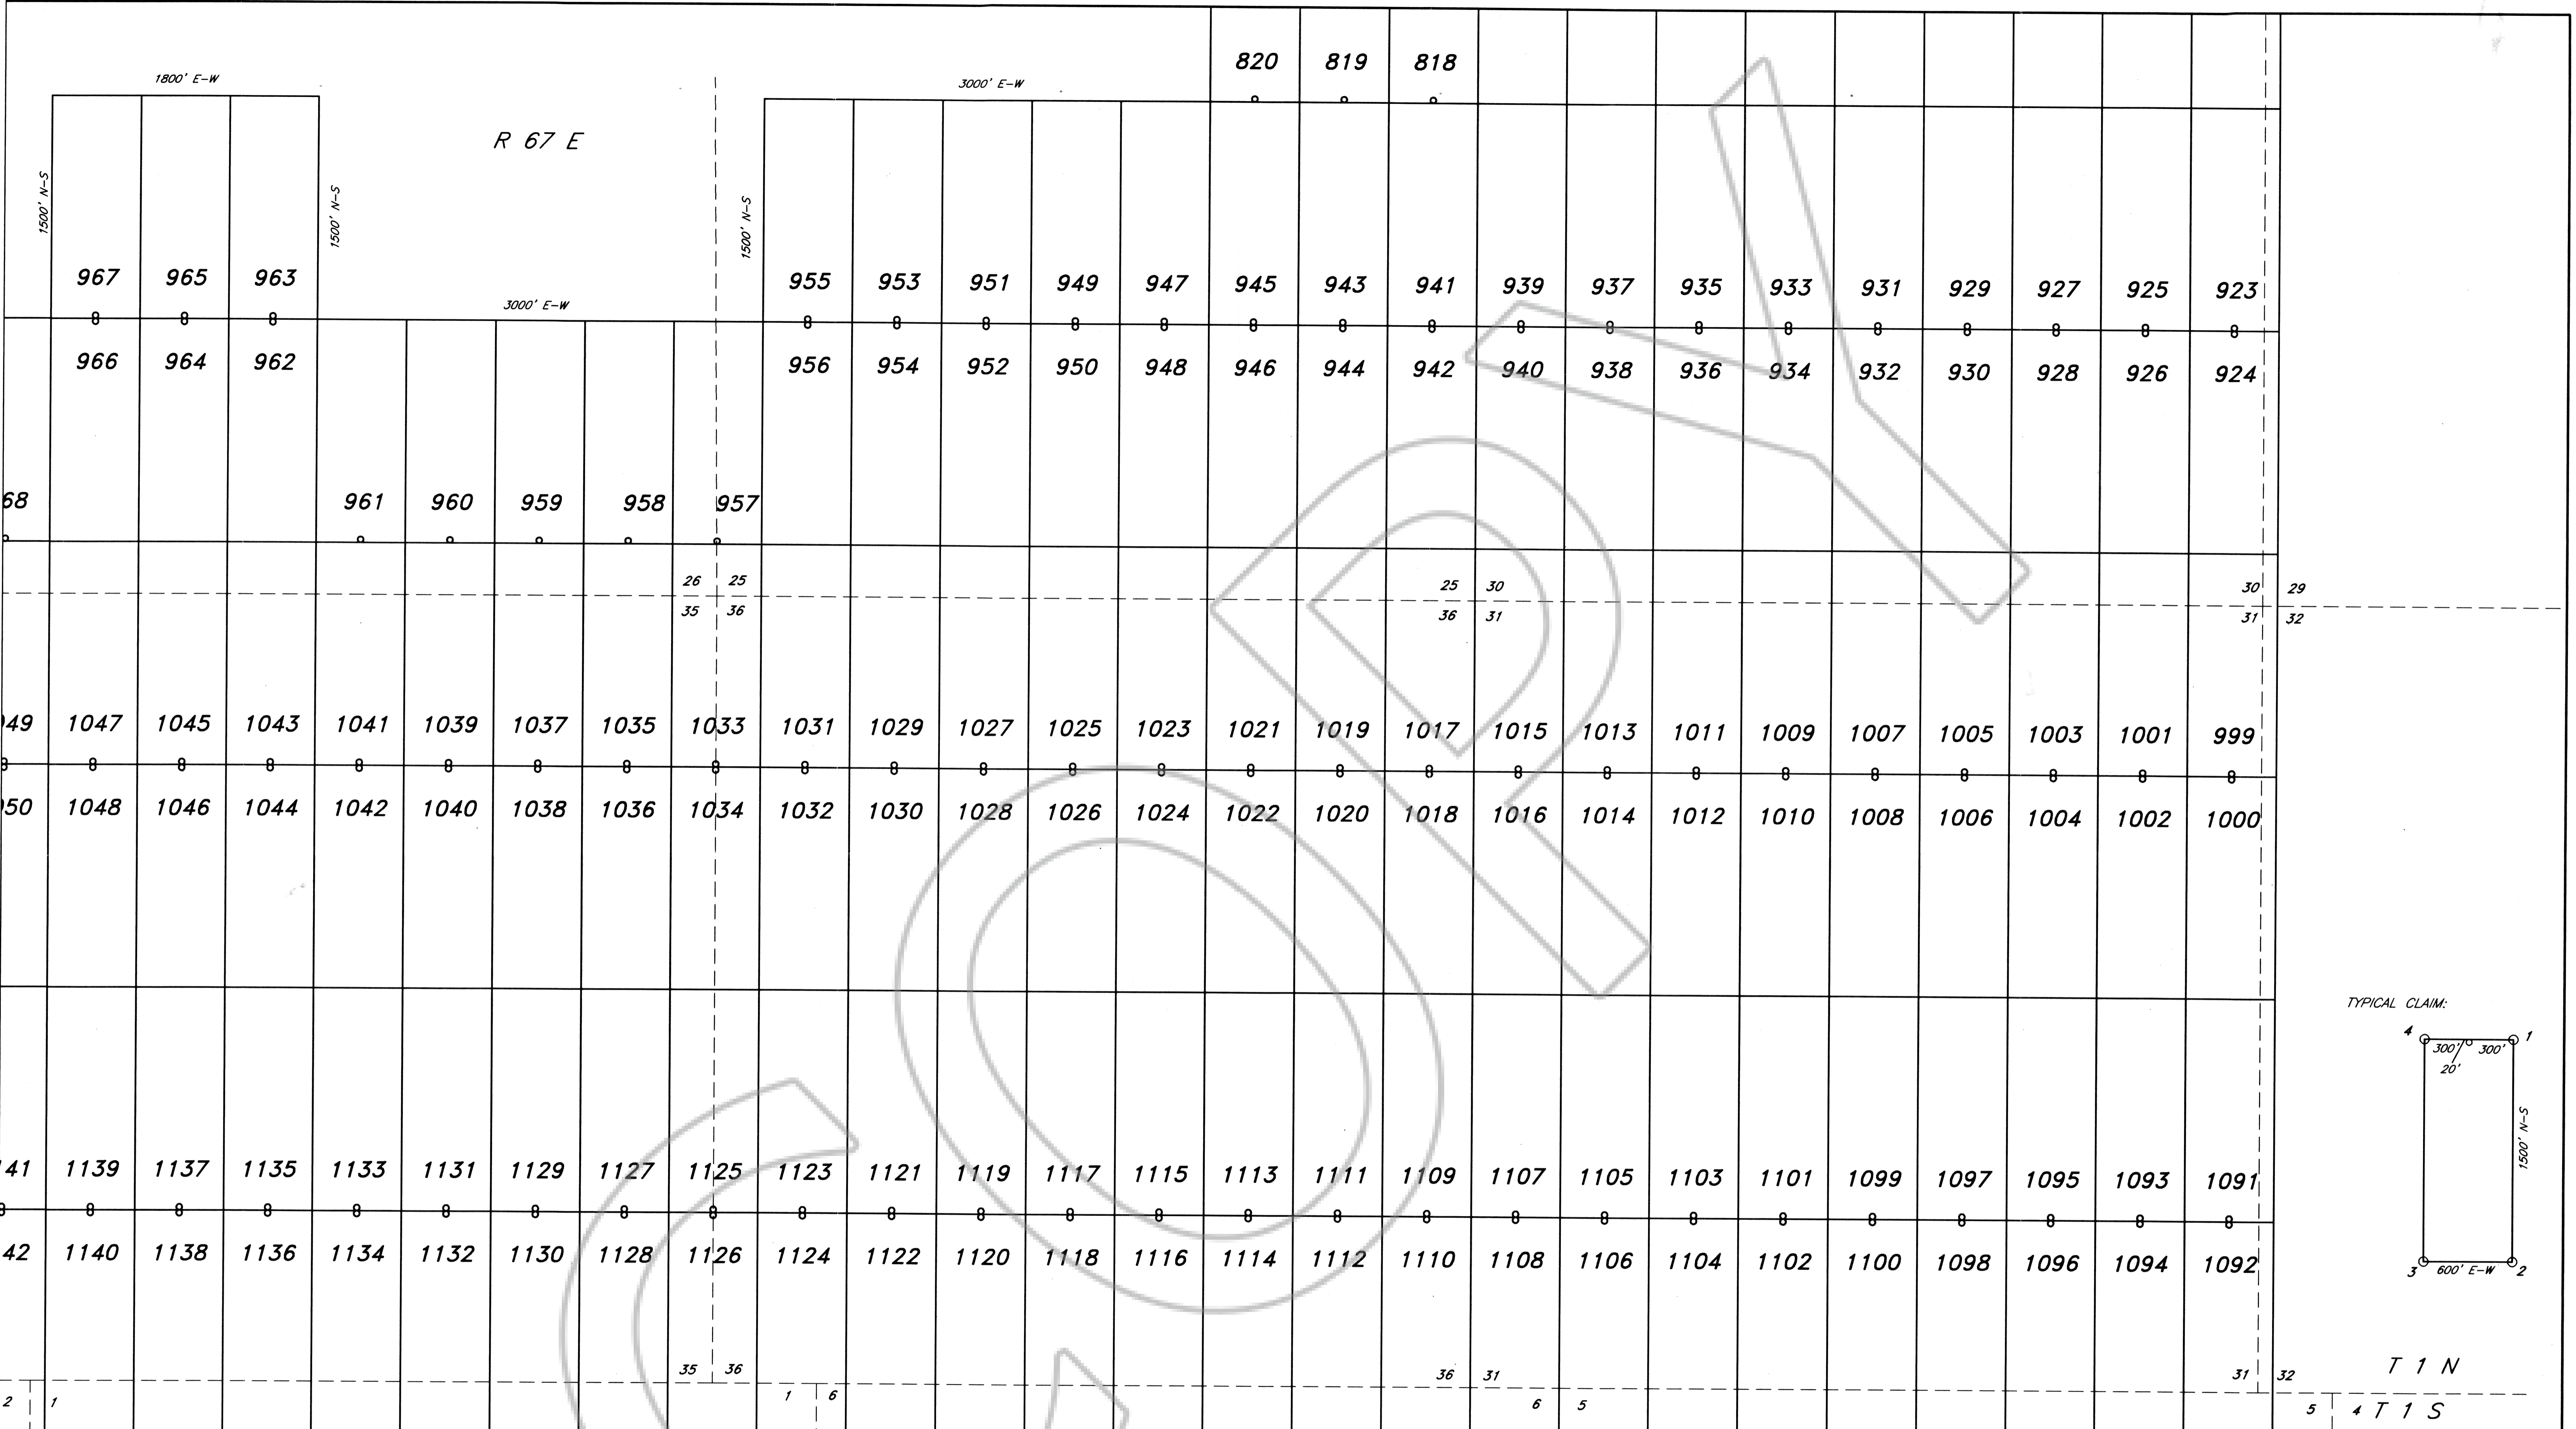 820 819 818
1800' E-W 3000' E-W
R 67 E
1500' N-S 1500' N-S 1500' N-S
967 965 963 955 953 951 949 947 945 943 941 939 937 935 933 931 929 927 925 923
3000' E-W
966 964 962 956 954 952 950 948 946 944 942 940 938 936 934 932 930 928 926 924
68 961 960 959 958 957
26 25 25 30 30 29
35 36 36 31 31 32
49 1047 1045 1043 1041 1039 1037 1035 1033 1031 1029 1027 1025 1023 1021 1019 1017 1015 1013 1011 1009 1007 1005 1003 1001 999
50 1048 1046 1044 1042 1040 1038 1036 1034 1032 1030 1028 1026 1024 1022 1020 1018 1016 1014 1012 1010 1008 1006 1004 1002 1000
TYPICAL CLAIM:
4 1
300' 300'
20'
1500' N-S
3 600' E-W 2
41 1139 1137 1135 1133 1131 1129 1127 1125 1123 1121 1119 1117 1115 1113 1111 1109 1107 1105 1103 1101 1099 1097 1095 1093 1091
42 1140 1138 1136 1134 1132 1130 1128 1126 1124 1122 1120 1118 1116 1114 1112 1110 1108 1106 1104 1102 1100 1098 1096 1094 1092
35 36 36 31 31 32 T 1 N
2 1 1 6 6 5 5 4 T 1 S
COPY